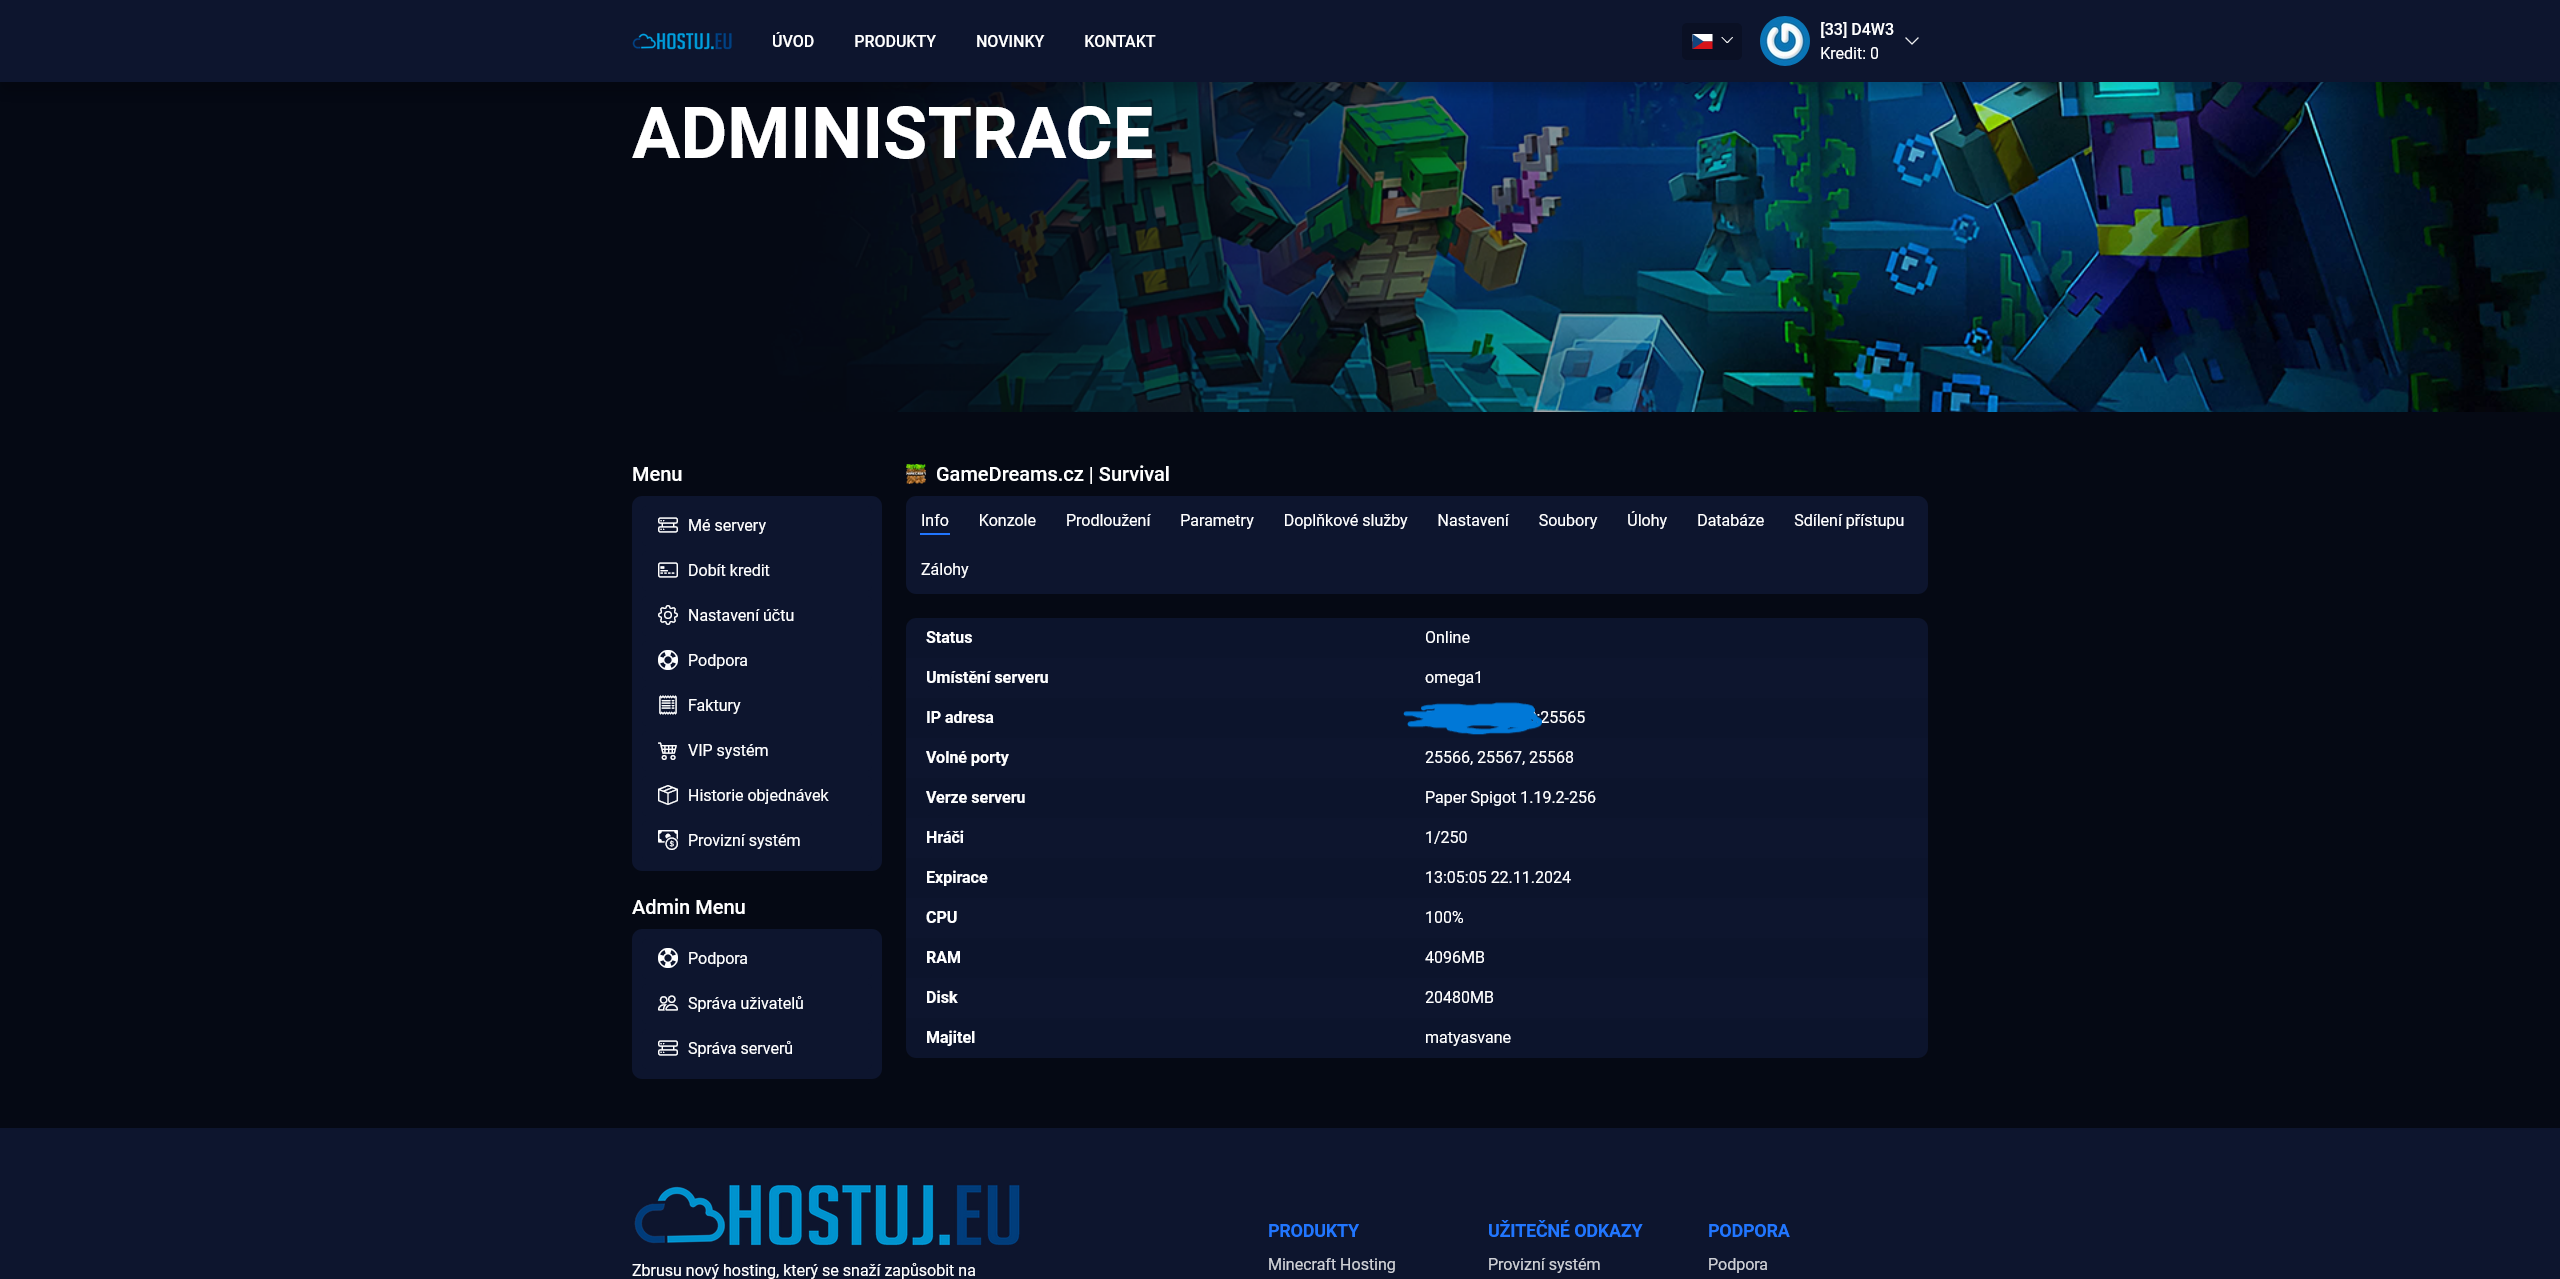 HOSTUJ.EU
ÚVOD
PRODUKTY
NOVINKY
KONTAKT
[33] D4W3
Kredit: 0
ADMINISTRACE
Menu
Mé servery
Dobít kredit
Nastavení účtu
Podpora
Faktury
VIP systém
Historie objednávek
Provizní systém
Admin Menu
Podpora
Správa uživatelů
Správa serverů
GameDreams.cz | Survival
Info
Konzole
Prodloužení
Parametry
Doplňkové služby
Nastavení
Soubory
Úlohy
Databáze
Sdílení přístupu
Zálohy
Status Online
Umístění serveru omega1
IP adresa :25565
Volné porty 25566, 25567, 25568
Verze serveru Paper Spigot 1.19.2-256
Hráči 1/250
Expirace 13:05:05 22.11.2024
CPU 100%
RAM 4096MB
Disk 20480MB
Majitel matyasvane
HOSTUJ.EU
Zbrusu nový hosting, který se snaží zapůsobit na
PRODUKTY
Minecraft Hosting
UŽITEČNÉ ODKAZY
Provizní systém
PODPORA
Podpora